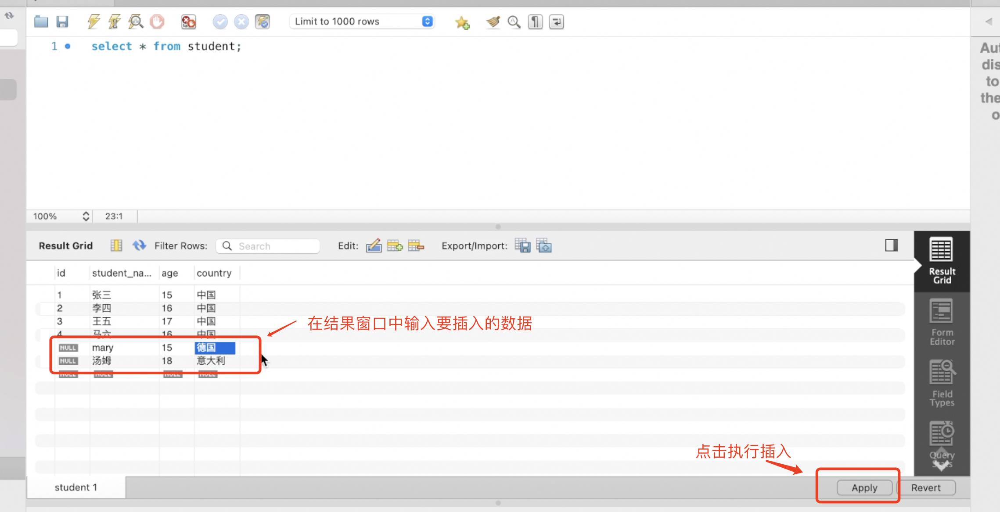 Limit to 1000 rows
1 select * from student;
Aut
dis
to
the
o
100% 23:1
Result Grid Filter Rows: Search Edit: Export/Import:
id student_na... age country
1 张三 15 中国
2 李四 16 中国
3 王五 17 中国
4 马六 16 中国
在结果窗口中输入要插入的数据
NULL mary 15 德国
NULL 汤姆 18 意大利
NULL NULL NULL NULL
Result
Grid
Form
Editor
Field
Types
Query
Stats
点击执行插入
student 1
Apply Revert